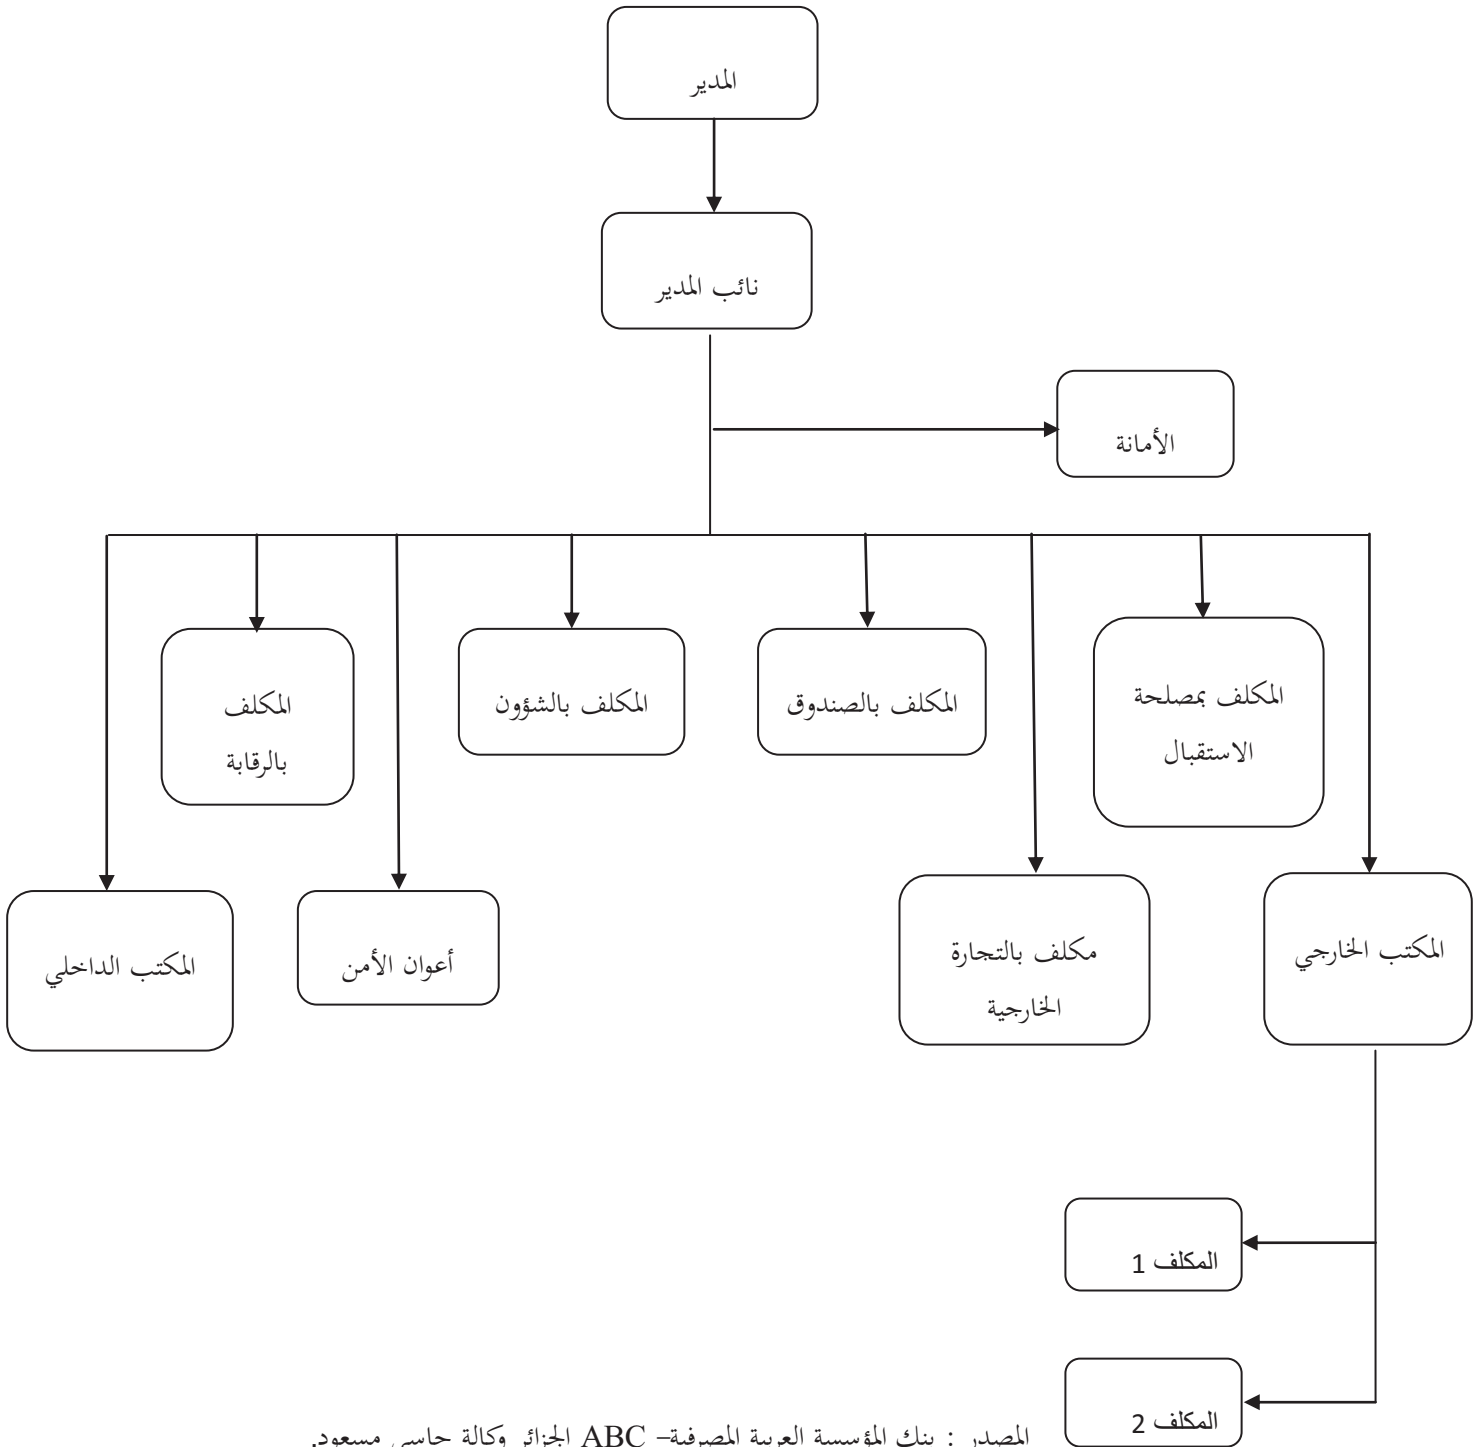 المدير
نائب المدير
الأمانة
المكلف بمصلحة
الاستقبال
المكلف بالصندوق
المكلف بالشؤون
المكلف
بالرقابة
المكتب الخارجي
مكلف بالتجارة
الخارجية
أعوان الأمن
المكتب الداخلي
المكلف 1
المكلف 2
المصدر : بنك المؤسسة العربية المصرفية– ABC الجزائر وكالة حاسي مسعود.